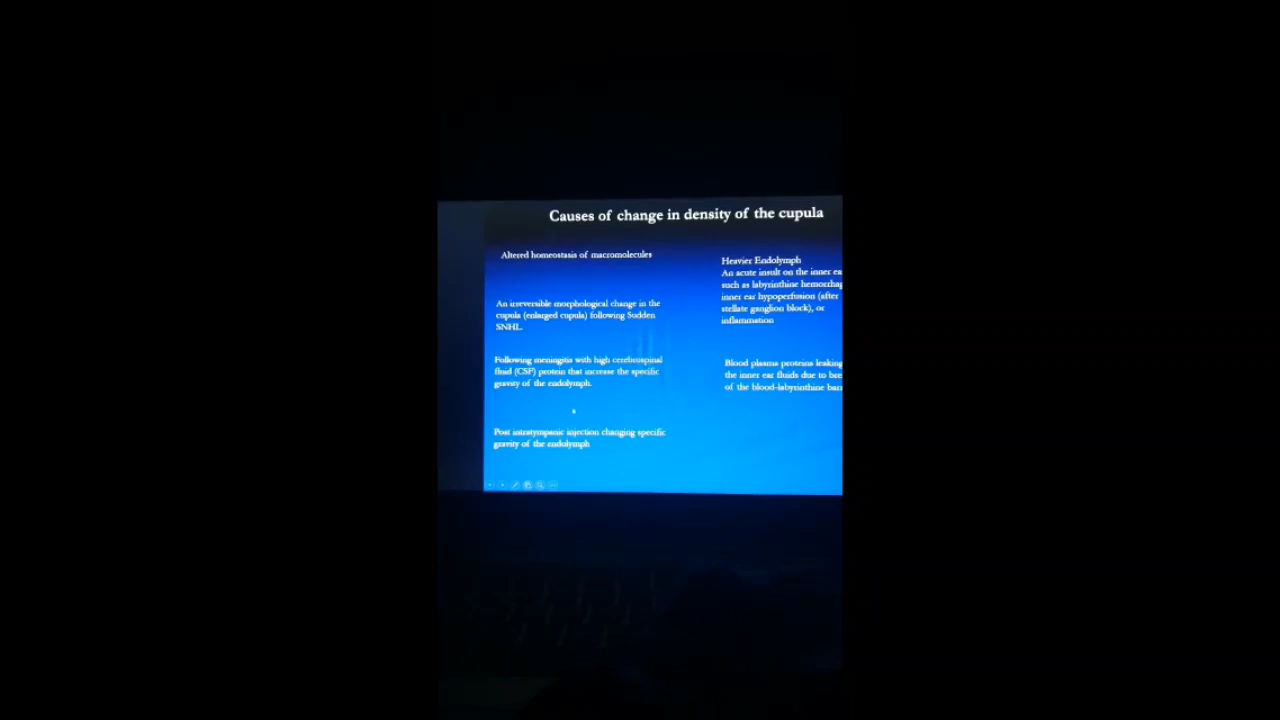 Causes of change in density of the cupula
Altered homeostasis of macromolecules
An irreversible morphological change in the
cupula (enlarged cupula) following Sudden
SNHL.
Following meningitis with high cerebrospinal
fluid (CSF) protein that increase the specific
gravity of the endolymph.
Post intratympanic injection changing specific
gravity of the endolymph
Heavier Endolymph
An acute insult on the inner
such as labyrinthine
inner ear hypoperfusion (after
stellate ganglion block), or
inflammation
Blood plasma proteins leaking
the inner ear fluids due to
of the blood-labyrinthine